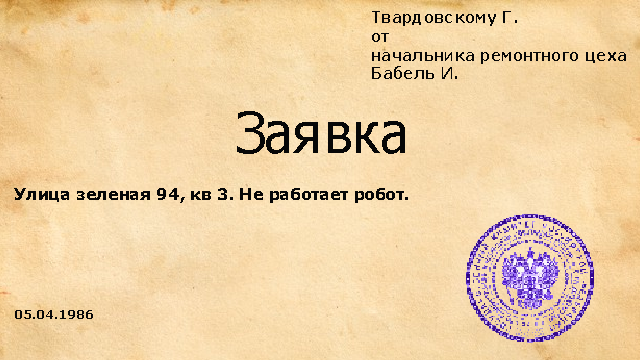 Твардовскому Г.
от
начальника ремонтного цеха
Бабель И.
Заявка
Улица зеленая 94, кв 3. Не работает робот.
05.04.1986